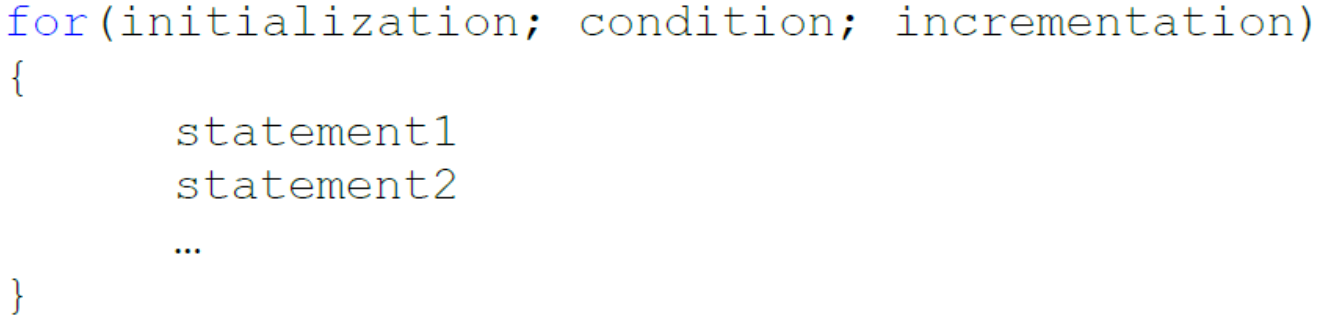 for(initialization; condition; incrementation)
{
statement1
statement2
…
}